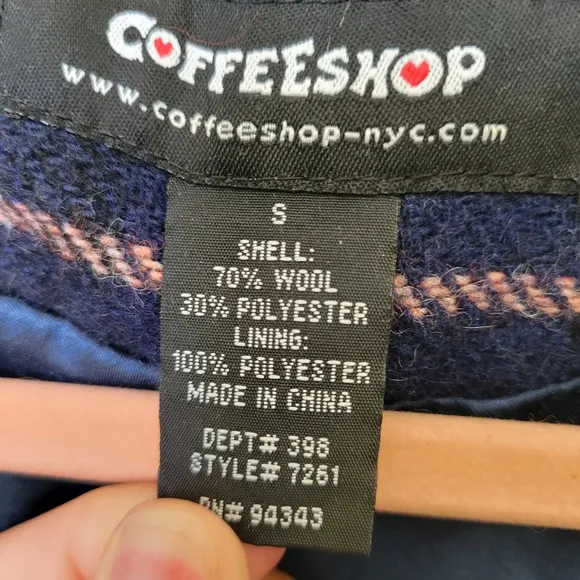 COFFEESHOP
www.coffeeshop-nyc.com
S
SHELL:
70% WOOL
30% POLYESTER
LINING:
100% POLYESTER
MADE IN CHINA
DEPT# 398
STYLE# 7261
RN# 94343